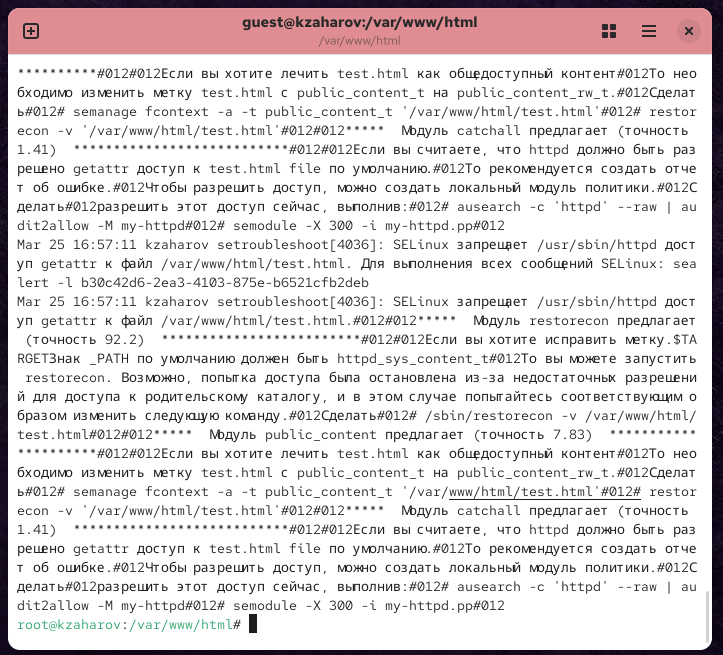 guest@kzaharov:/var/www/html
/var/www/html
**********#012#012Если вы хотите лечить test.html как общедоступный контент#012То нео
бходимо изменить метку test.html с public_content_t на public_content_rw_t.#012Сделат
ь#012# semanage fcontext -a -t public_content_t '/var/www/html/test.html'#012# restor
econ -v '/var/www/html/test.html'#012#012*****  Модуль catchall предлагает (точность
1.41)  ***************************#012#012Если вы считаете, что httpd должно быть раз
решено getattr доступ к test.html file по умолчанию.#012То рекомендуется создать отче
т об ошибке.#012Чтобы разрешить доступ, можно создать локальный модуль политики.#012С
делать#012разрешить этот доступ сейчас, выполнив:#012# ausearch -c 'httpd' --raw | au
dit2allow -M my-httpd#012# semodule -X 300 -i my-httpd.pp#012
Mar 25 16:57:11 kzaharov setroubleshoot[4036]: SELinux запрещает /usr/sbin/httpd дост
уп getattr к файл /var/www/html/test.html. Для выполнения всех сообщений SELinux: sea
lert -l b30c42d6-2ea3-4103-875e-b6521cfb2deb
Mar 25 16:57:11 kzaharov setroubleshoot[4036]: SELinux запрещает /usr/sbin/httpd дост
уп getattr к файл /var/www/html/test.html.#012#012*****  Модуль restorecon предлагает
 (точность 92.2)  *************************#012#012Если вы хотите исправить метку.$TA
RGETЗнак _PATH по умолчанию должен быть httpd_sys_content_t#012То вы можете запустить
 restorecon. Возможно, попытка доступа была остановлена из-за недостаточных разрешени
й для доступа к родительскому каталогу, и в этом случае попытайтесь соответствующим о
бразом изменить следующую команду.#012Сделать#012# /sbin/restorecon -v /var/www/html/
test.html#012#012*****  Модуль public_content предлагает (точность 7.83)  ***********
**********#012#012Если вы хотите лечить test.html как общедоступный контент#012То нео
бходимо изменить метку test.html с public_content_t на public_content_rw_t.#012Сделат
ь#012# semanage fcontext -a -t public_content_t '/var/www/html/test.html'#012# restor
econ -v '/var/www/html/test.html'#012#012*****  Модуль catchall предлагает (точность
1.41)  ***************************#012#012Если вы считаете, что httpd должно быть раз
решено getattr доступ к test.html file по умолчанию.#012То рекомендуется создать отче
т об ошибке.#012Чтобы разрешить доступ, можно создать локальный модуль политики.#012С
делать#012разрешить этот доступ сейчас, выполнив:#012# ausearch -c 'httpd' --raw | au
dit2allow -M my-httpd#012# semodule -X 300 -i my-httpd.pp#012
root@kzaharov:/var/www/html#